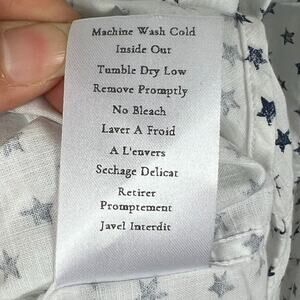 Machine Wash Cold
Inside Out
Tumble Dry Low
Remove Promptly
No Bleach
Laver A Froid
A L'envers
Sechage Delicat
Retirer
Promptement
Javel Interdit